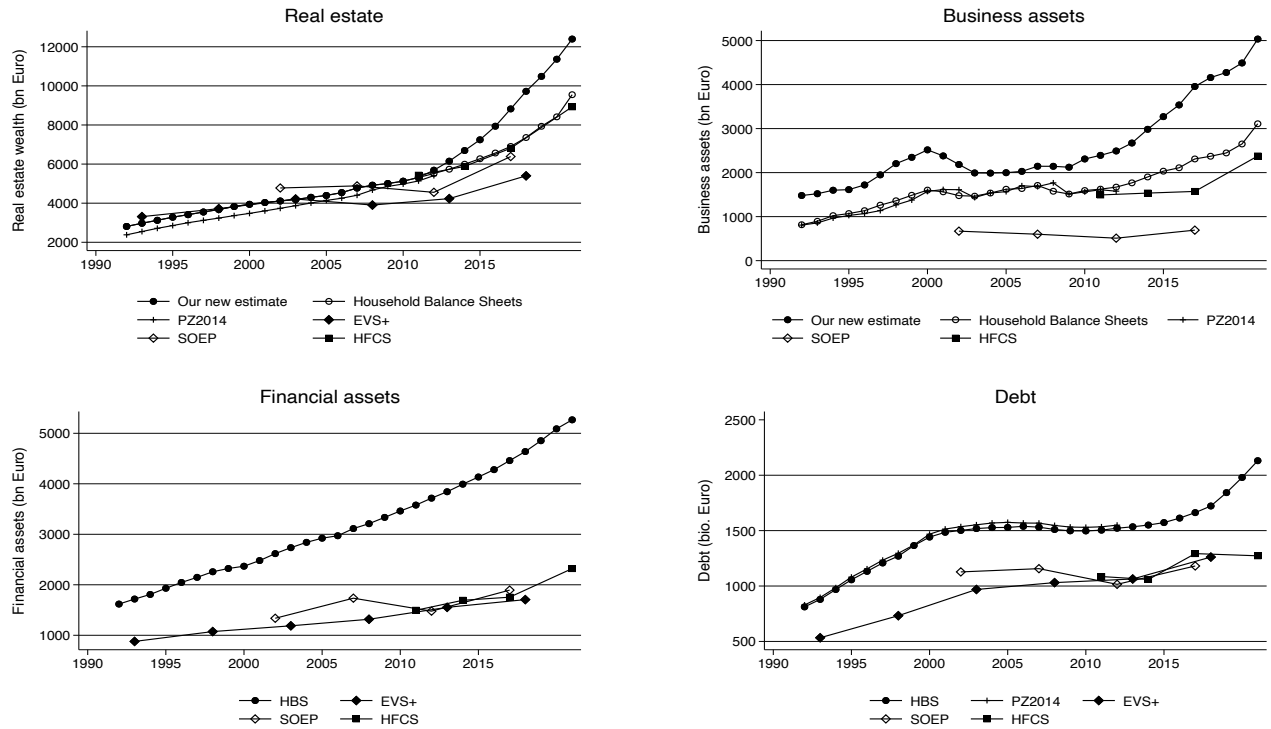 Real estate
Real estate wealth (bn Euro)
12000
10000
8000
6000
4000
2000
1990 1995 2000 2005 2010 2015
Our new estimate Household Balance Sheets
PZ2014 EVS+
SOEP HFCS
Business assets
Business assets (bn Euro)
5000
4000
3000
2000
1000
0
1990 1995 2000 2005 2010 2015
Our new estimate Household Balance Sheets PZ2014
SOEP HFCS
Financial assets
Financial assets (bn Euro)
5000
4000
3000
2000
1000
1990 1995 2000 2005 2010 2015
HBS EVS+
SOEP HFCS
Debt
Debt (bio. Euro)
2500
2000
1500
1000
500
1990 1995 2000 2005 2010 2015
HBS PZ2014 EVS+
SOEP HFCS